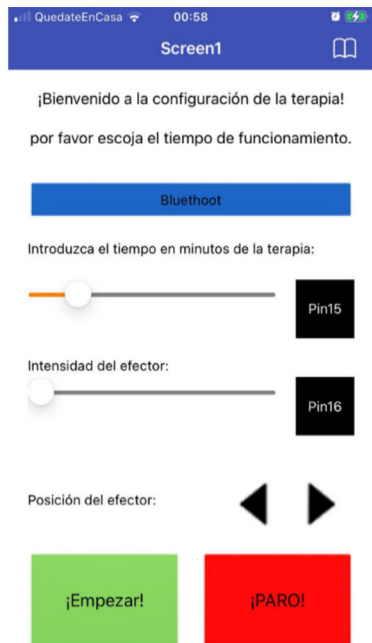 QuedateEnCasa 00:58
Screen1
¡Bienvenido a la configuración de la terapia!
por favor escoja el tiempo de funcionamiento.
Bluethoot
Introduzca el tiempo en minutos de la terapia:
Pin15
Intensidad del efector:
Pin16
Posición del efector:
¡Empezar! ¡PARO!